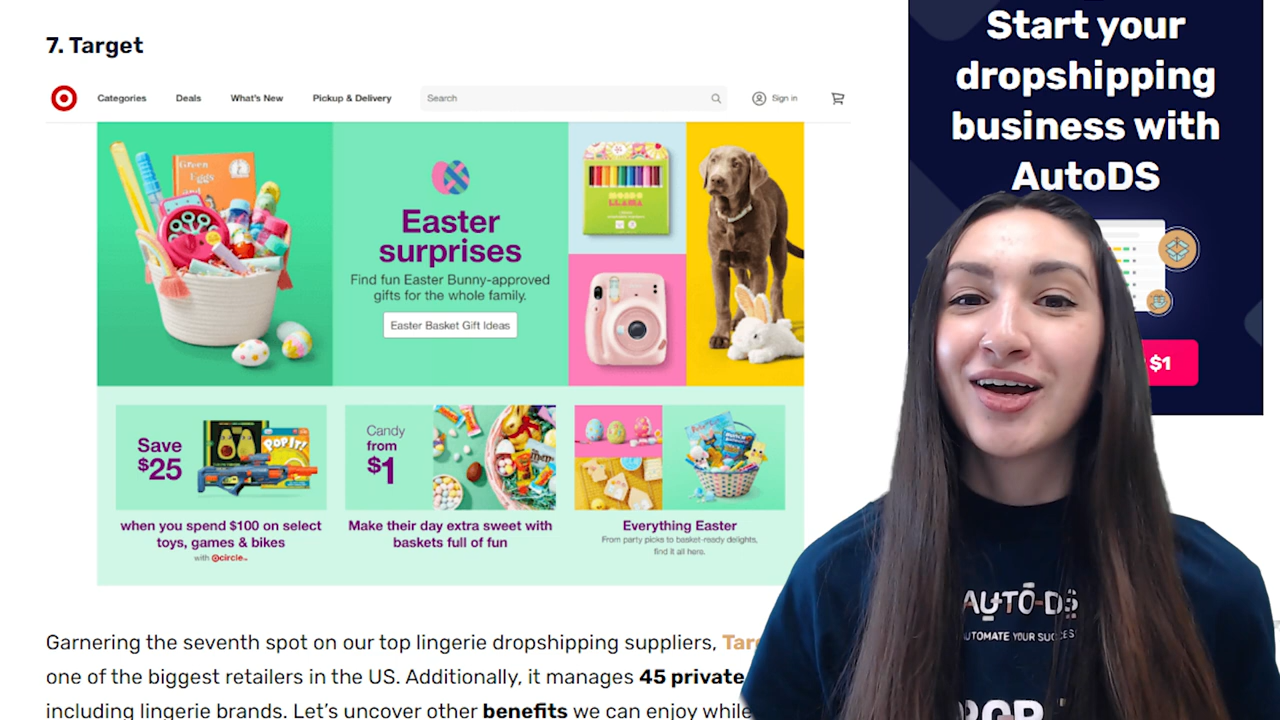 7. Target
Categories
Deals
What's New
Pickup & Delivery
Search
Sign in
Green
Eggs
and
Easter
surprises
Find fun Easter Bunny-approved
gifts for the whole family.
Easter Basket Gift Ideas
Save
$25
POP IT!
when you spend $100 on select
toys, games & bikes
with circle
Candy
from
$1
Make their day extra sweet with
baskets full of fun
Everything Easter
From party picks to basket-ready delights,
find it all here.
Garnering the seventh spot on our top lingerie dropshipping suppliers,
one of the biggest retailers in the US. Additionally, it manages 45 private
including lingerie brands. Let's uncover other benefits we can enjoy while
Start your
dropshipping
business with
AutoDS
$1
AUTO-DS
AUTOMATE YOUR SUCCESS